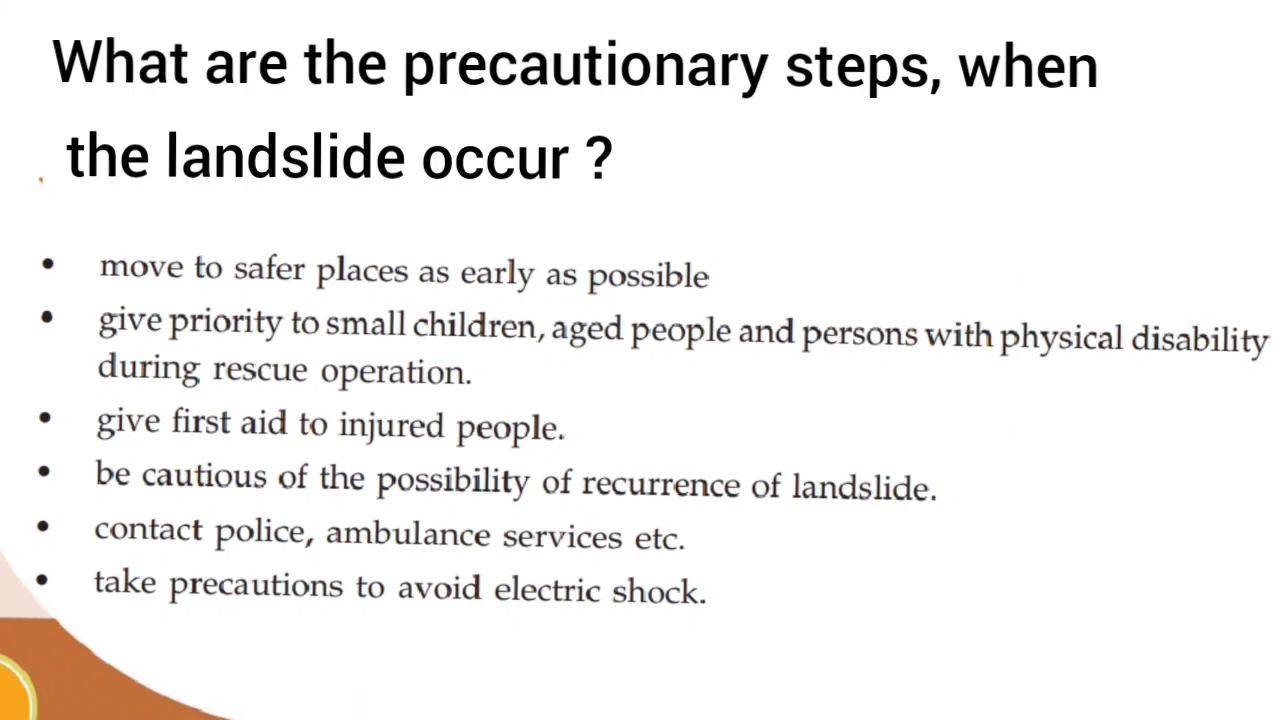 What are the precautionary steps, when
the landslide occur ?
• move to safer places as early as possible
• give priority to small children, aged people and persons with physical disability
during rescue operation.
• give first aid to injured people.
• be cautious of the possibility of recurrence of landslide.
• contact police, ambulance services etc.
• take precautions to avoid electric shock.